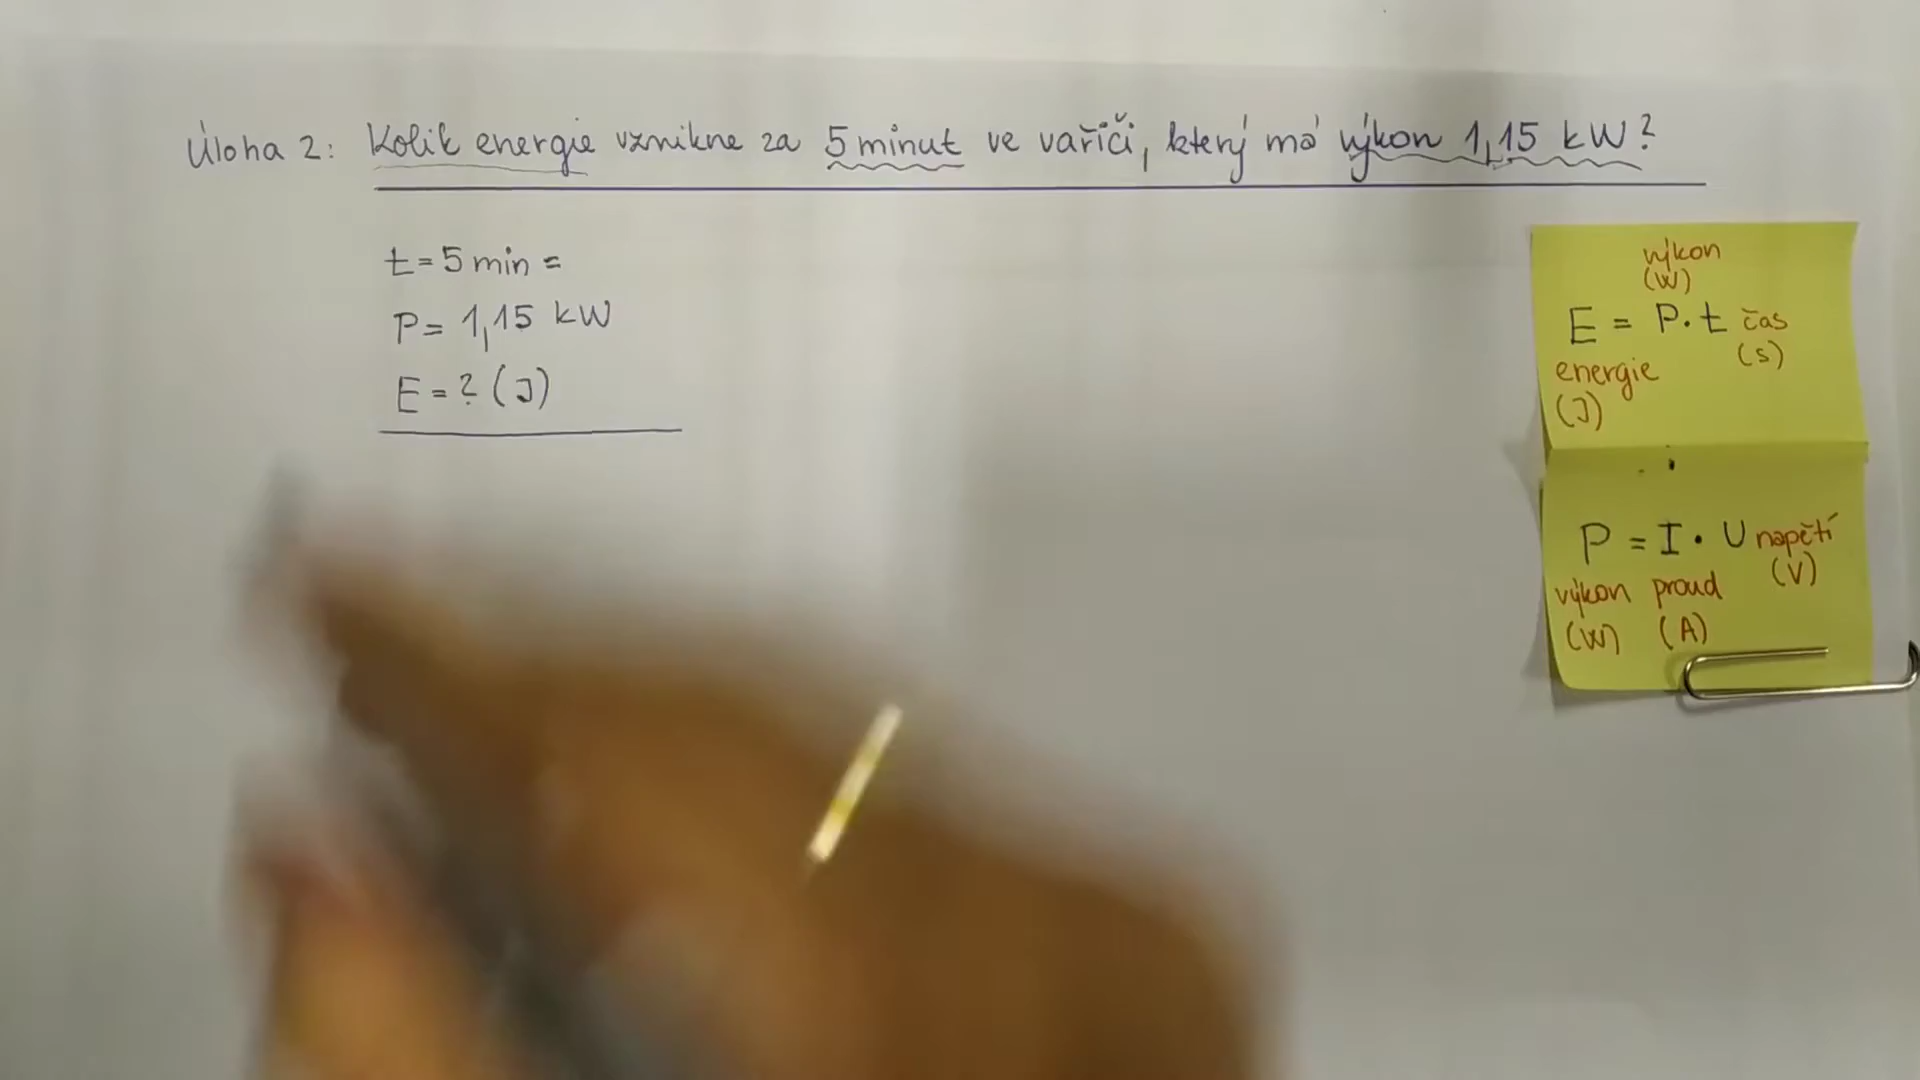 Úloha 2: Kolik energie vznikne za 5 minut ve vařiči, který má výkon 1,15 kW?
t = 5 min =
P = 1,15 kW
E = ? (J)
výkon
(W)
E = P. t čas
(s)
energie
(J)
P = I · U napětí
(V)
výkon proud
(W) (A)